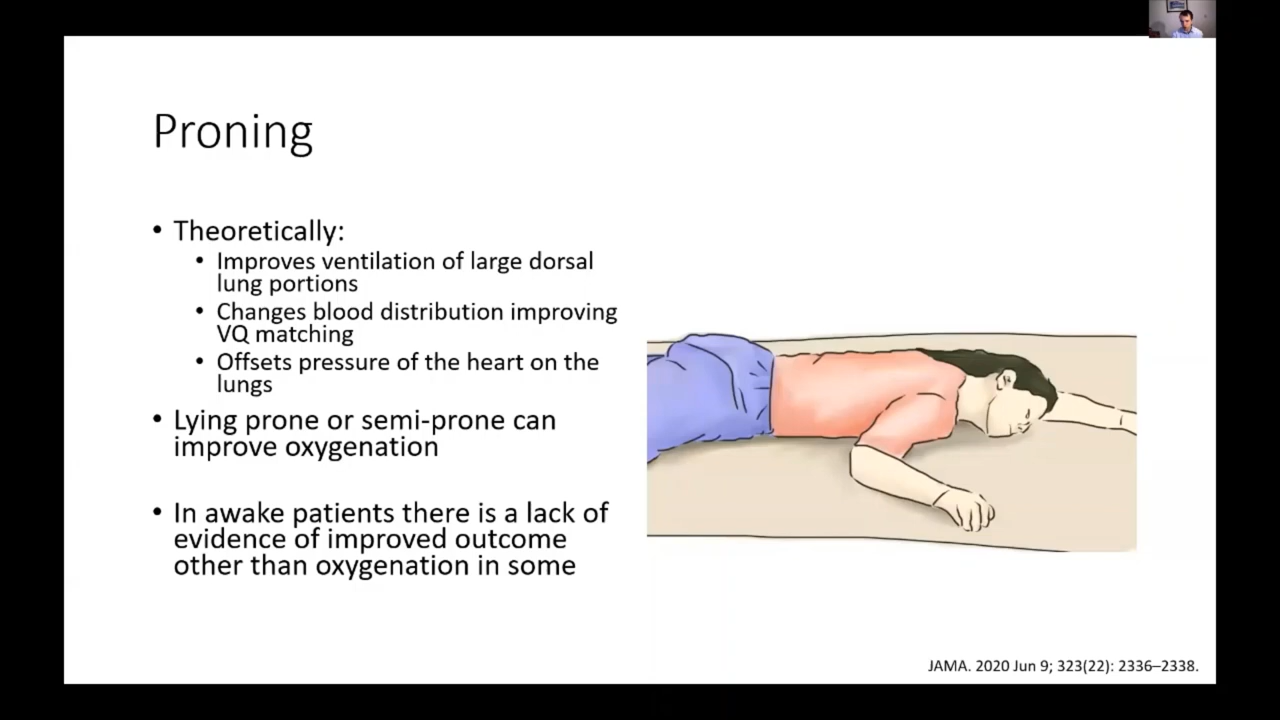 Proning
• Theoretically:
• Improves ventilation of large dorsal
lung portions
• Changes blood distribution improving
VQ matching
• Offsets pressure of the heart on the
lungs
• Lying prone or semi-prone can
improve oxygenation
• In awake patients there is a lack of
evidence of improved outcome
other than oxygenation in some
JAMA. 2020 Jun 9; 323(22): 2336–2338.